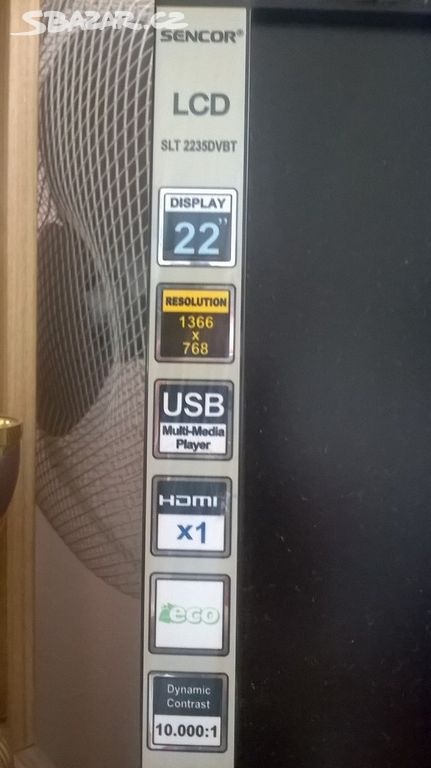 SBAZAR.CZ
SENCOR®
LCD
SLT 2235DVBT
DISPLAY
22"
RESOLUTION
1366
x
768
USB
Multi-Media
Player
HDMI
x1
eco
Dynamic
Contrast
10.000:1